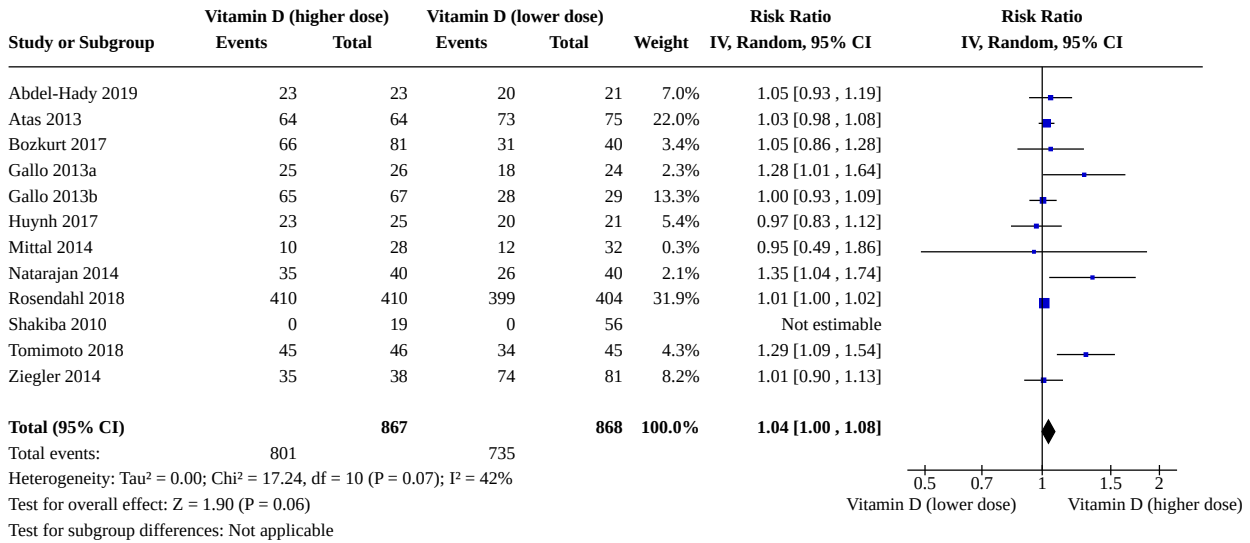 Vitamin D (higher dose) Vitamin D (lower dose) Risk Ratio Risk Ratio
Study or Subgroup Events Total Events Total Weight IV, Random, 95% CI IV, Random, 95% CI
Abdel-Hady 2019 23 23 20 21 7.0% 1.05 [0.93 , 1.19]
Atas 2013 64 64 73 75 22.0% 1.03 [0.98 , 1.08]
Bozkurt 2017 66 81 31 40 3.4% 1.05 [0.86 , 1.28]
Gallo 2013a 25 26 18 24 2.3% 1.28 [1.01 , 1.64]
Gallo 2013b 65 67 28 29 13.3% 1.00 [0.93 , 1.09]
Huynh 2017 23 25 20 21 5.4% 0.97 [0.83 , 1.12]
Mittal 2014 10 28 12 32 0.3% 0.95 [0.49 , 1.86]
Natarajan 2014 35 40 26 40 2.1% 1.35 [1.04 , 1.74]
Rosendahl 2018 410 410 399 404 31.9% 1.01 [1.00 , 1.02]
Shakiba 2010 0 19 0 56 Not estimable
Tomimoto 2018 45 46 34 45 4.3% 1.29 [1.09 , 1.54]
Ziegler 2014 35 38 74 81 8.2% 1.01 [0.90 , 1.13]
Total (95% CI) 867 868 100.0% 1.04 [1.00 , 1.08]
Total events: 801 735
Heterogeneity: Tau² = 0.00; Chi² = 17.24, df = 10 (P = 0.07); I² = 42%
0.5 0.7 1 1.5 2
Test for overall effect: Z = 1.90 (P = 0.06) Vitamin D (lower dose) Vitamin D (higher dose)
Test for subgroup differences: Not applicable